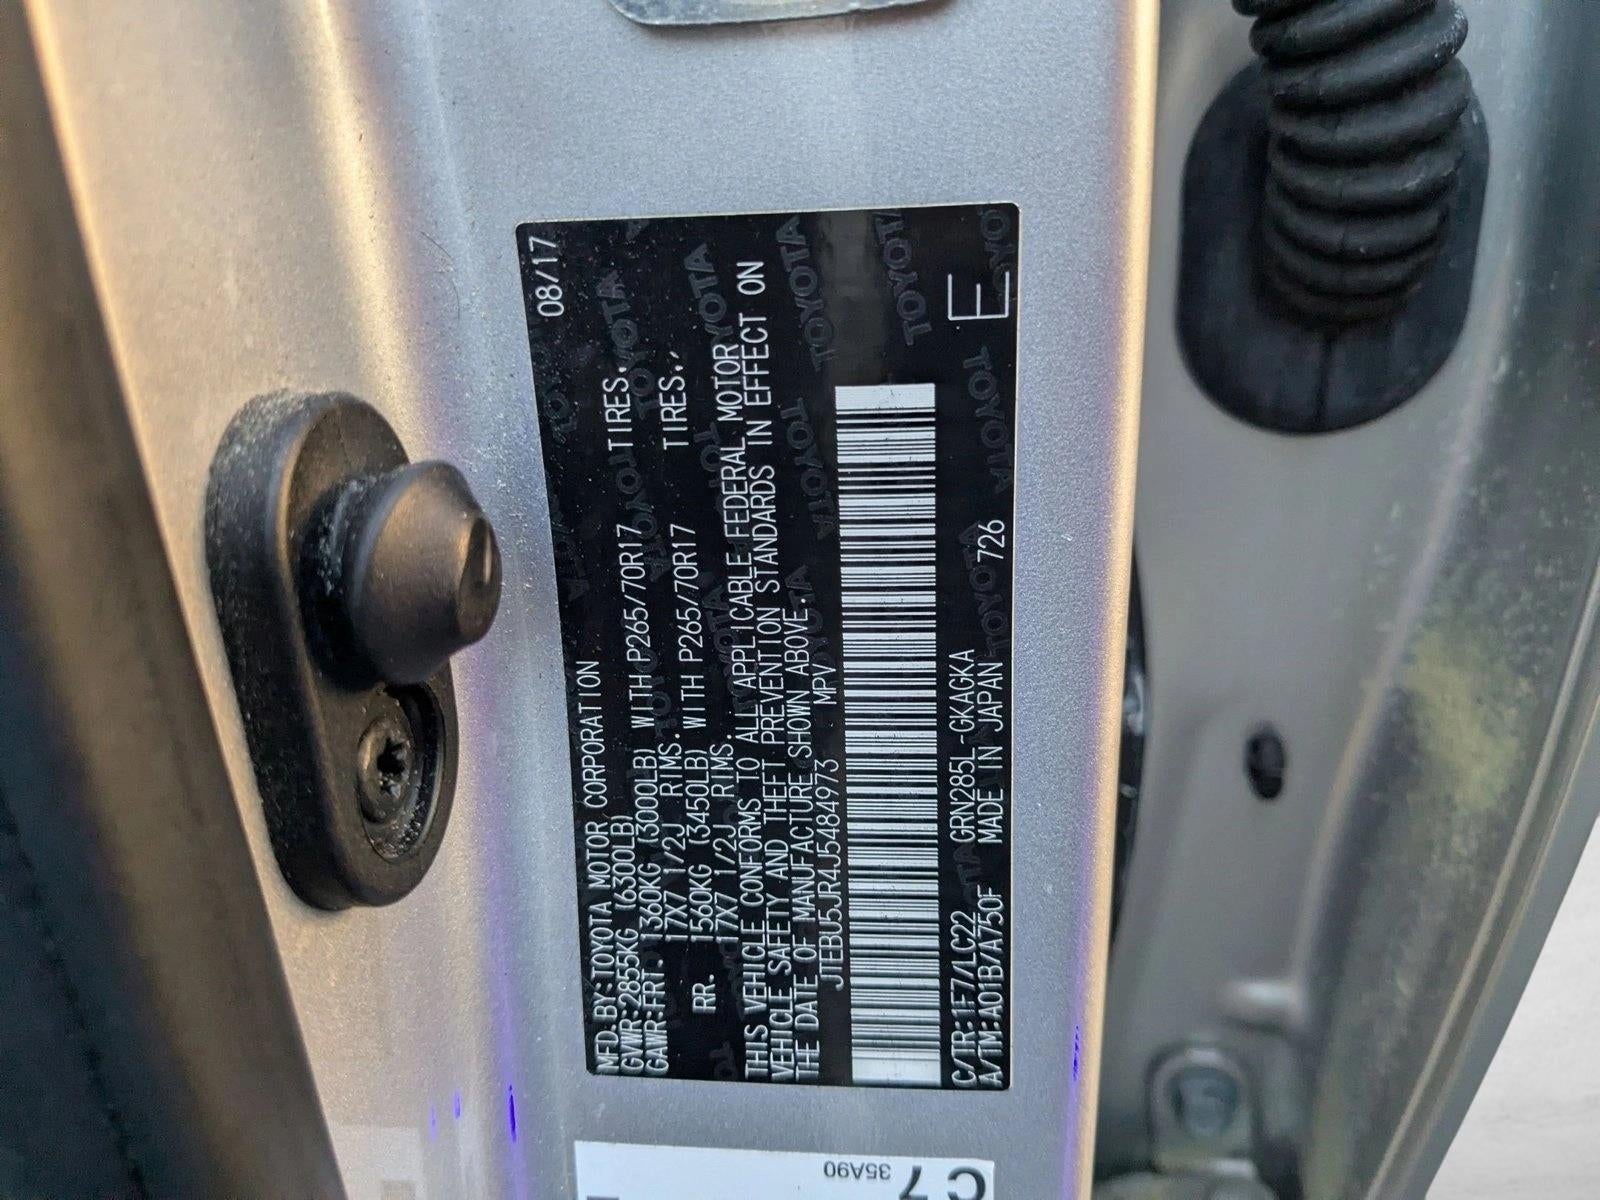 08/17
MFD.BY:TOYOTA MOTOR CORPORATION
GVWR:2855KG (6300LB)
GAWR:FRT. 1360KG (3000LB) WITH P265/70R17 TIRES,
17X7 1/2J RIMS.
RR. 1560KG (3450LB) WITH P265/70R17 TIRES,
17X7 1/2J RIMS
THIS VEHICLE CONFORMS TO ALL APPLICABLE FEDERAL MOTOR
VEHICLE SAFETY AND THEFT PREVENTION STANDARDS IN EFFECT ON
THE DATE OF MANUFACTURE SHOWN ABOVE.
JTEBU5JR4J5484973 MPV
C/TR:1F7/LC22 GRN285L-GKAGKA
A/TM:A01B/A750F MADE IN JAPAN 726
E
TOYOTA
C7
35A90